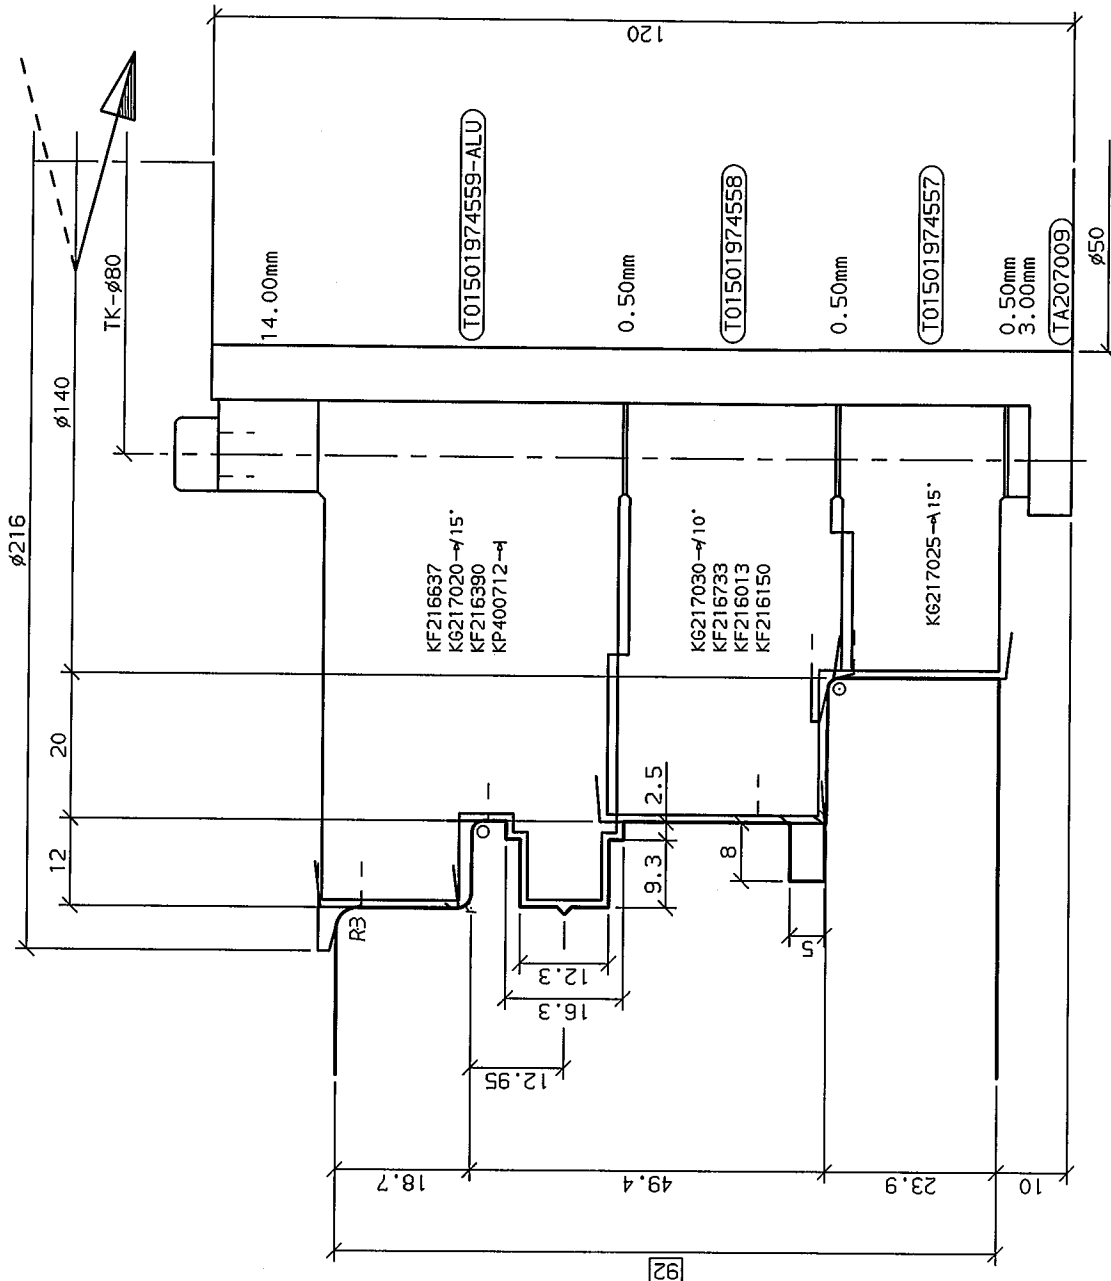 120
TK-ø80
ø140
ø216
14.00mm
T01501974559-ALU
0.50mm
T01501974558
0.50mm
T01501974557
0.50mm
3.00mm
TA207009
ø50
KF216637
KG217020 15°
KF216390
KP400712
KG217030 10°
KF216733
KF216013
KF216150
KG217025 15°
20
12
R3
2.5
9.3
8
5
12.3
16.3
12.95
18.7
49.4
23.9
10
92